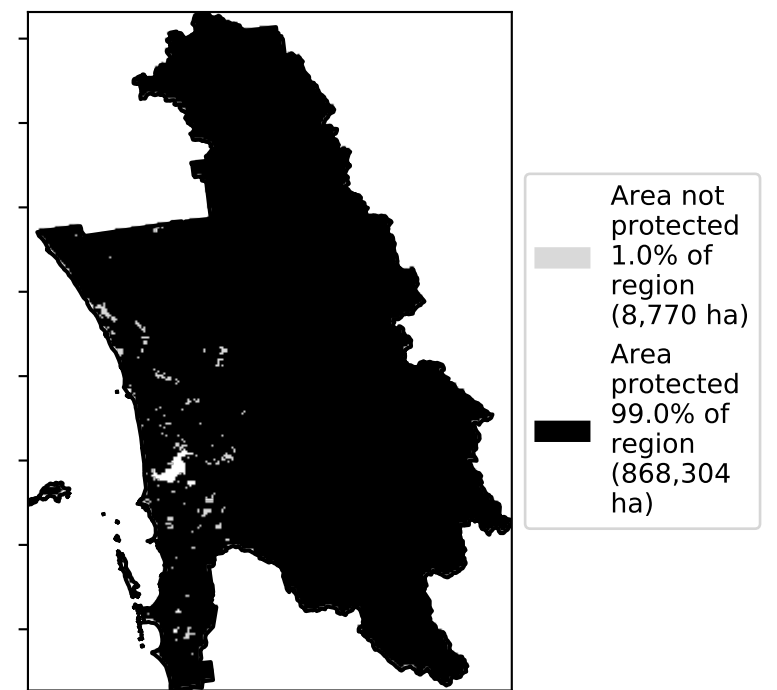 Area not
protected
1.0% of
region
(8,770 ha)
Area
protected
99.0% of
region
(868,304
ha)